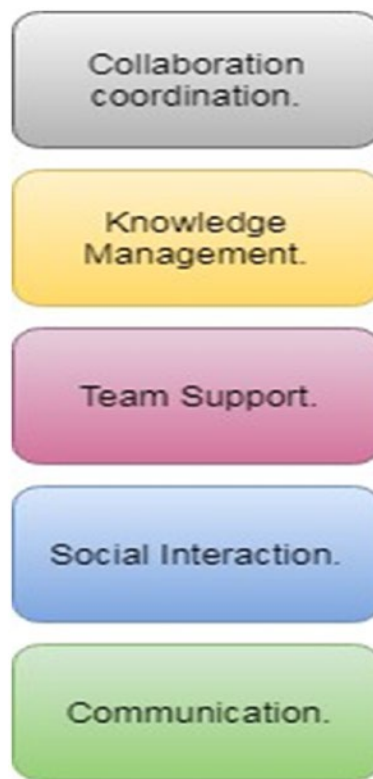 Collaboration
coordination.
Knowledge
Management.
Team Support.
Social Interaction.
Communication.